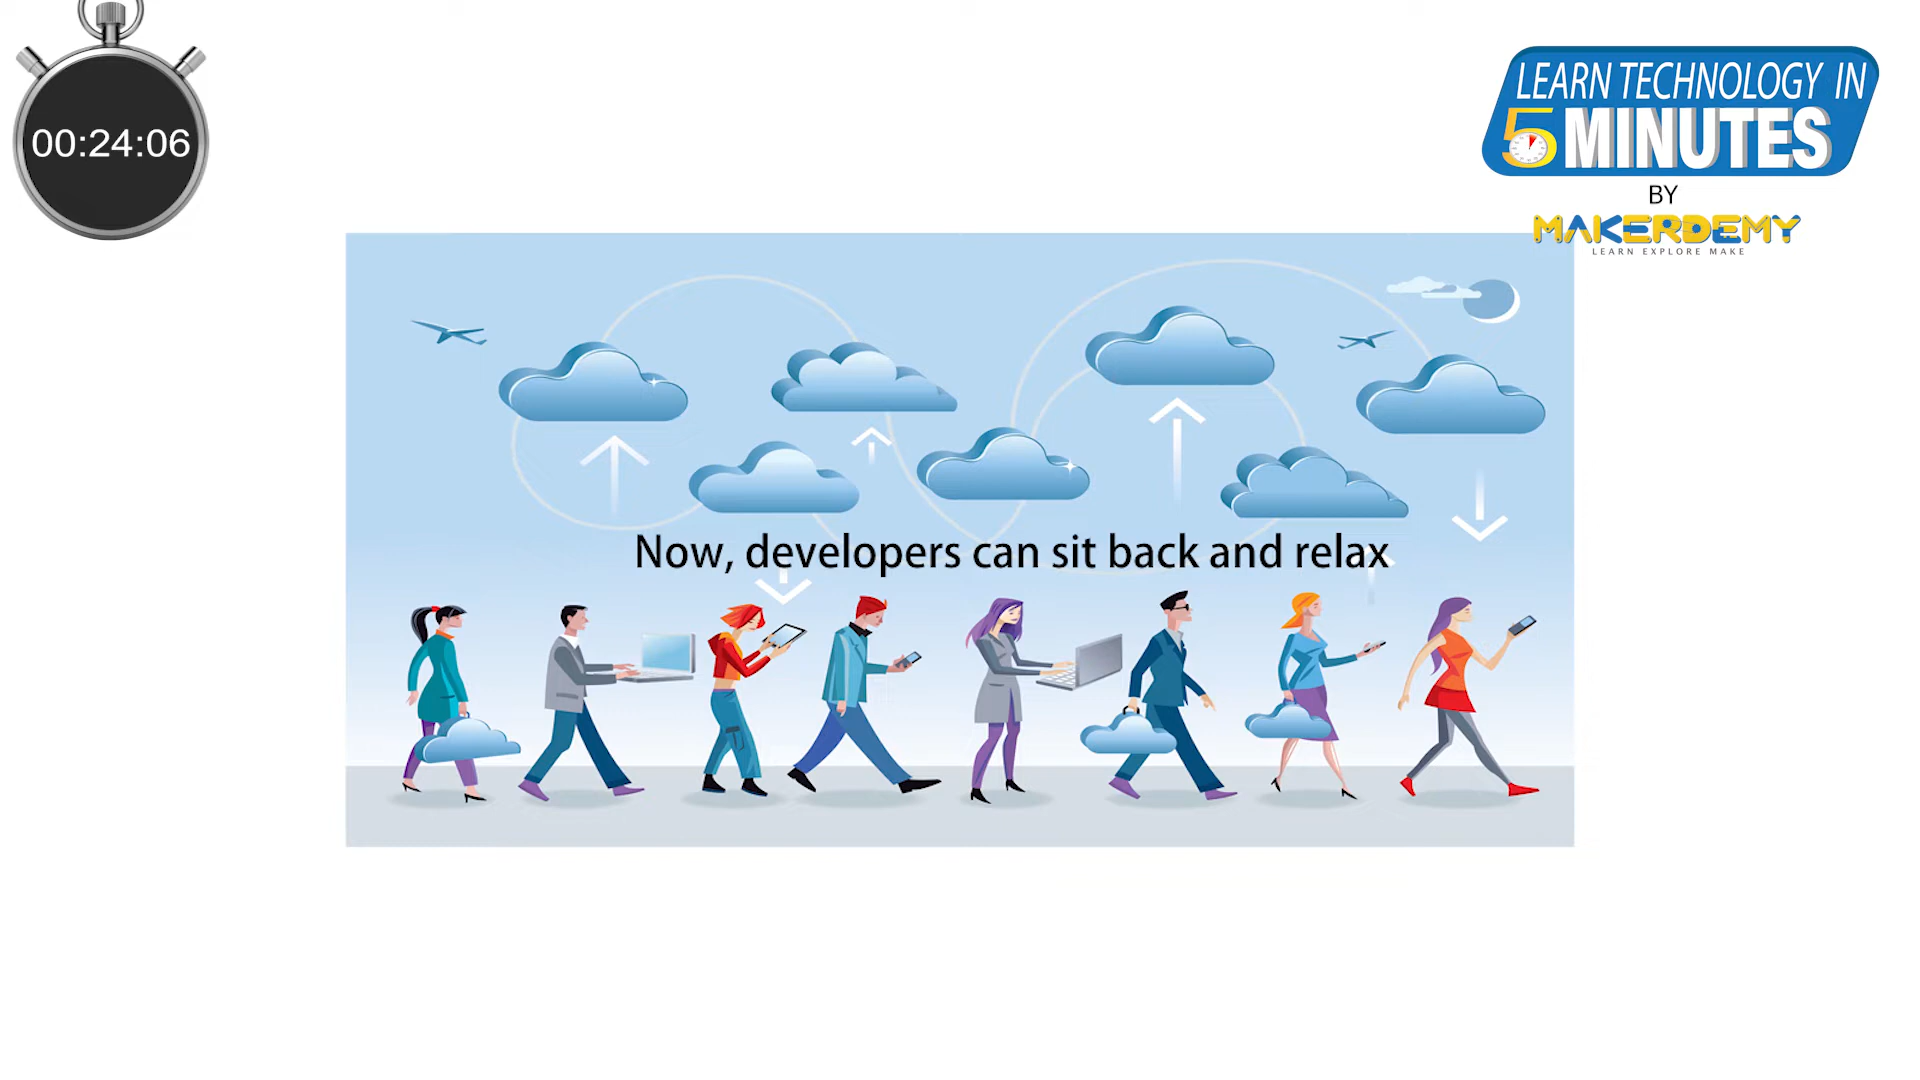 00:24:06
LEARN TECHNOLOGY IN
5 MINUTES
BY
MAKERDEMY
LEARN EXPLORE MAKE
Now, developers can sit back and relax